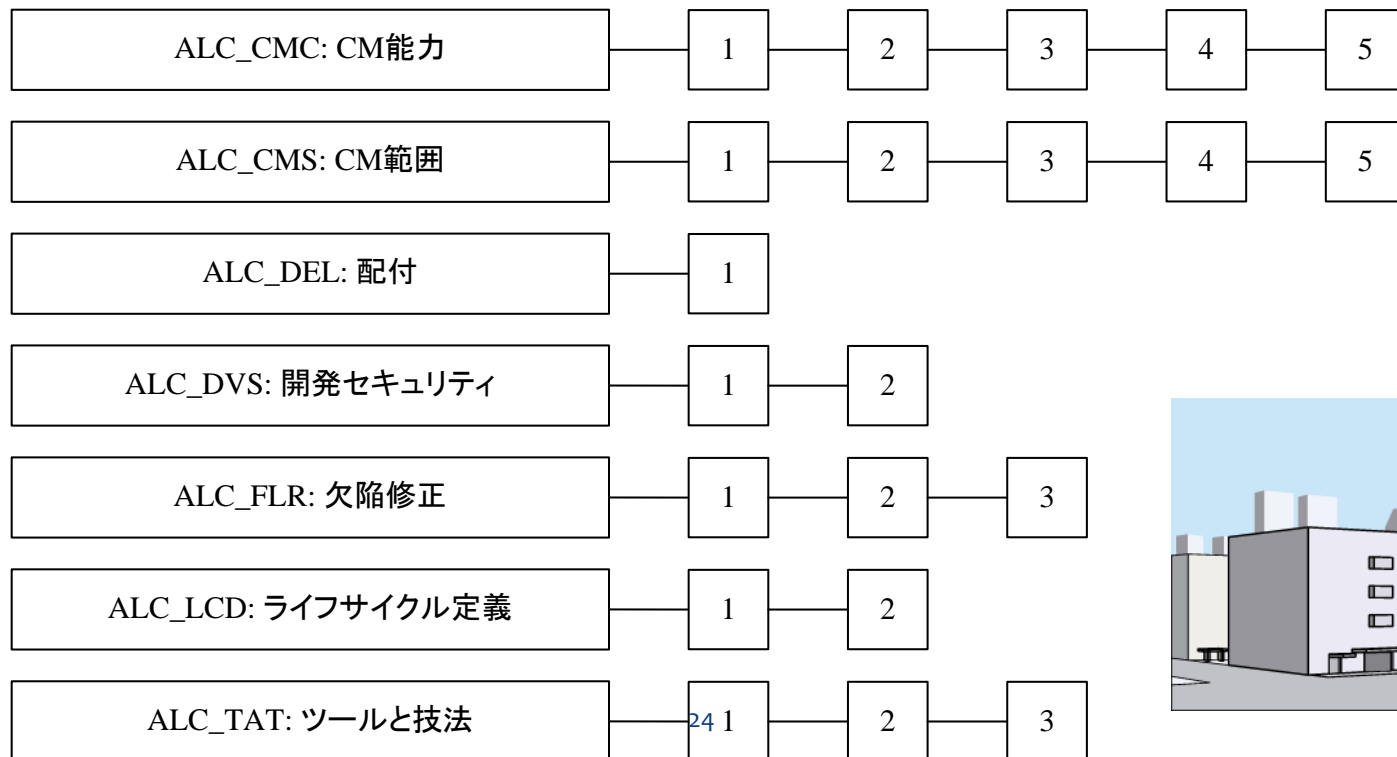 ALC_CMC: CM能力 1 2 3 4 5
ALC_CMS: CM範囲 1 2 3 4 5
ALC_DEL: 配付 1
ALC_DVS: 開発セキュリティ 1 2
ALC_FLR: 欠陥修正 1 2 3
ALC_LCD: ライフサイクル定義 1 2
ALC_TAT: ツールと技法 1 2 3
24